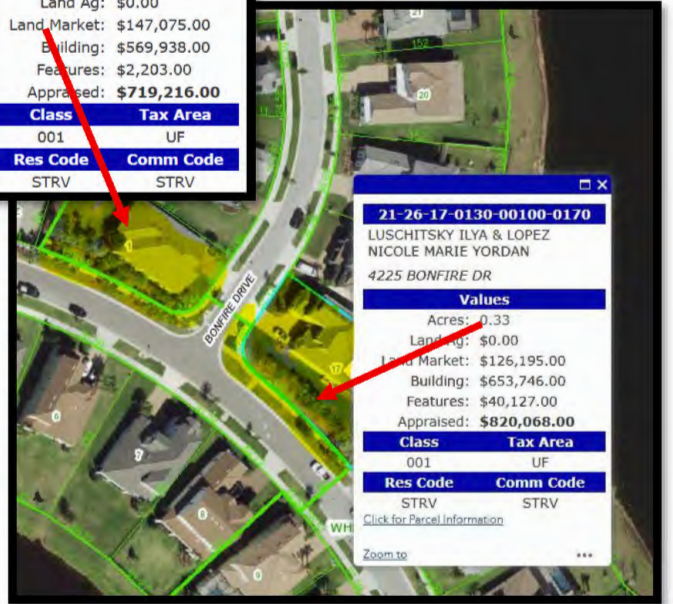 Land Ag: $0.00
Land Market: $147,075.00
Building: $569,938.00
Features: $2,203.00
Appraised: $719,216.00
Class Tax Area
001 UF
Res Code Comm Code
STRV STRV
21
152
20
11
1
BONFIRE DRIVE
17
6
7
8
9
WH
21-26-17-0130-00100-0170
LUSCHITSKY ILYA & LOPEZ
NICOLE MARIE YORDAN
4225 BONFIRE DR
Values
Acres: 0.33
Land Ag: $0.00
Land Market: $126,195.00
Building: $653,746.00
Features: $40,127.00
Appraised: $820,068.00
Class Tax Area
001 UF
Res Code Comm Code
STRV STRV
Click for Parcel Information
Zoom to